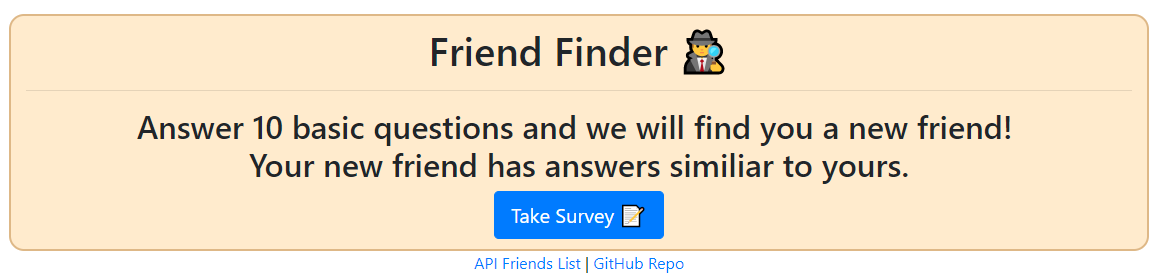 Friend Finder 🕵️
Answer 10 basic questions and we will find you a new friend!
Your new friend has answers similiar to yours.
Take Survey 📝
API Friends List | GitHub Repo